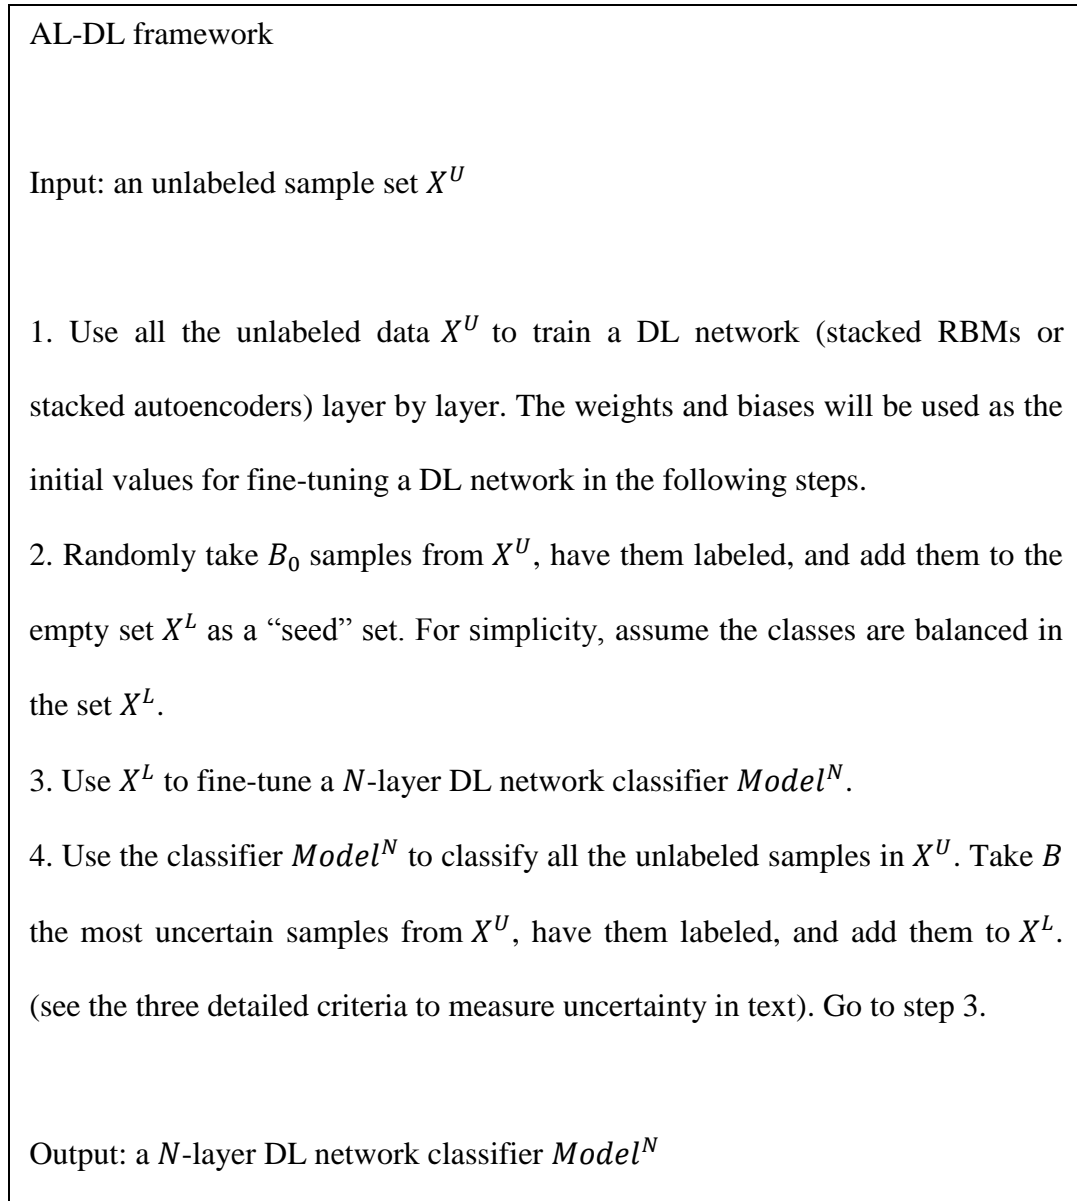 AL-DL framework
Input: an unlabeled sample set X^U
1. Use all the unlabeled data X^U to train a DL network (stacked RBMs or
stacked autoencoders) layer by layer. The weights and biases will be used as the
initial values for fine-tuning a DL network in the following steps.
2. Randomly take B_0 samples from X^U, have them labeled, and add them to the
empty set X^L as a “seed” set. For simplicity, assume the classes are balanced in
the set X^L.
3. Use X^L to fine-tune a N-layer DL network classifier Model^N.
4. Use the classifier Model^N to classify all the unlabeled samples in X^U. Take B
the most uncertain samples from X^U, have them labeled, and add them to X^L.
(see the three detailed criteria to measure uncertainty in text). Go to step 3.
Output: a N-layer DL network classifier Model^N